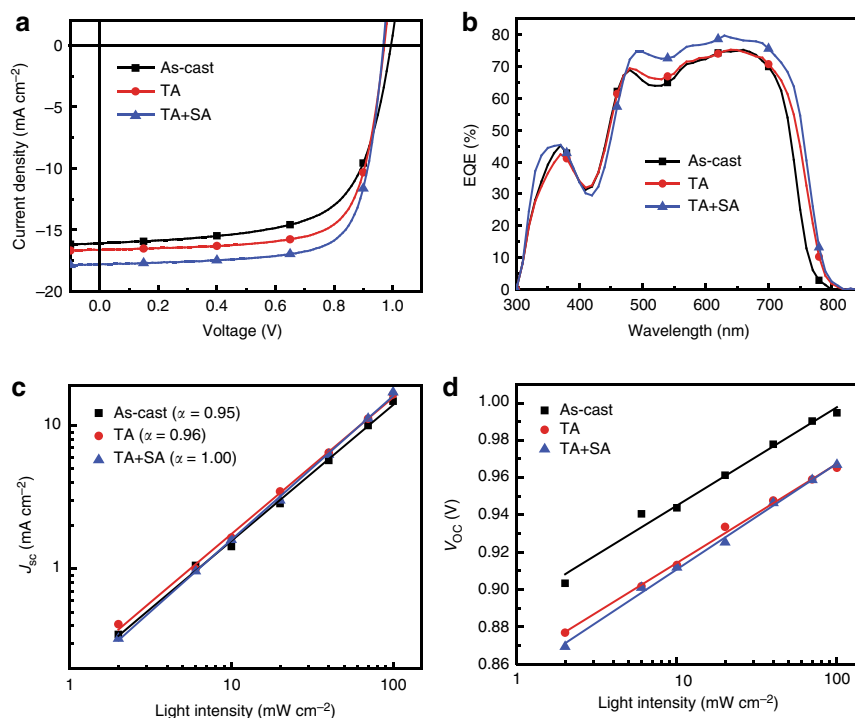 a
0
−5
−10
−15
−20
Current density (mA cm−2)
As-cast
TA
TA+SA
0.0 0.2 0.4 0.6 0.8 1.0
Voltage (V)
b
80
70
60
50
40
30
20
10
0
EQE (%)
As-cast
TA
TA+SA
300 400 500 600 700 800
Wavelength (nm)
c
10
1
Jsc (mA cm−2)
As-cast (α = 0.95)
TA (α = 0.96)
TA+SA (α = 1.00)
1 10 100
Light intensity (mW cm−2)
d
1.00
0.98
0.96
0.94
0.92
0.90
0.88
0.86
VOC (V)
As-cast
TA
TA+SA
1 10 100
Light intensity (mW cm−2)